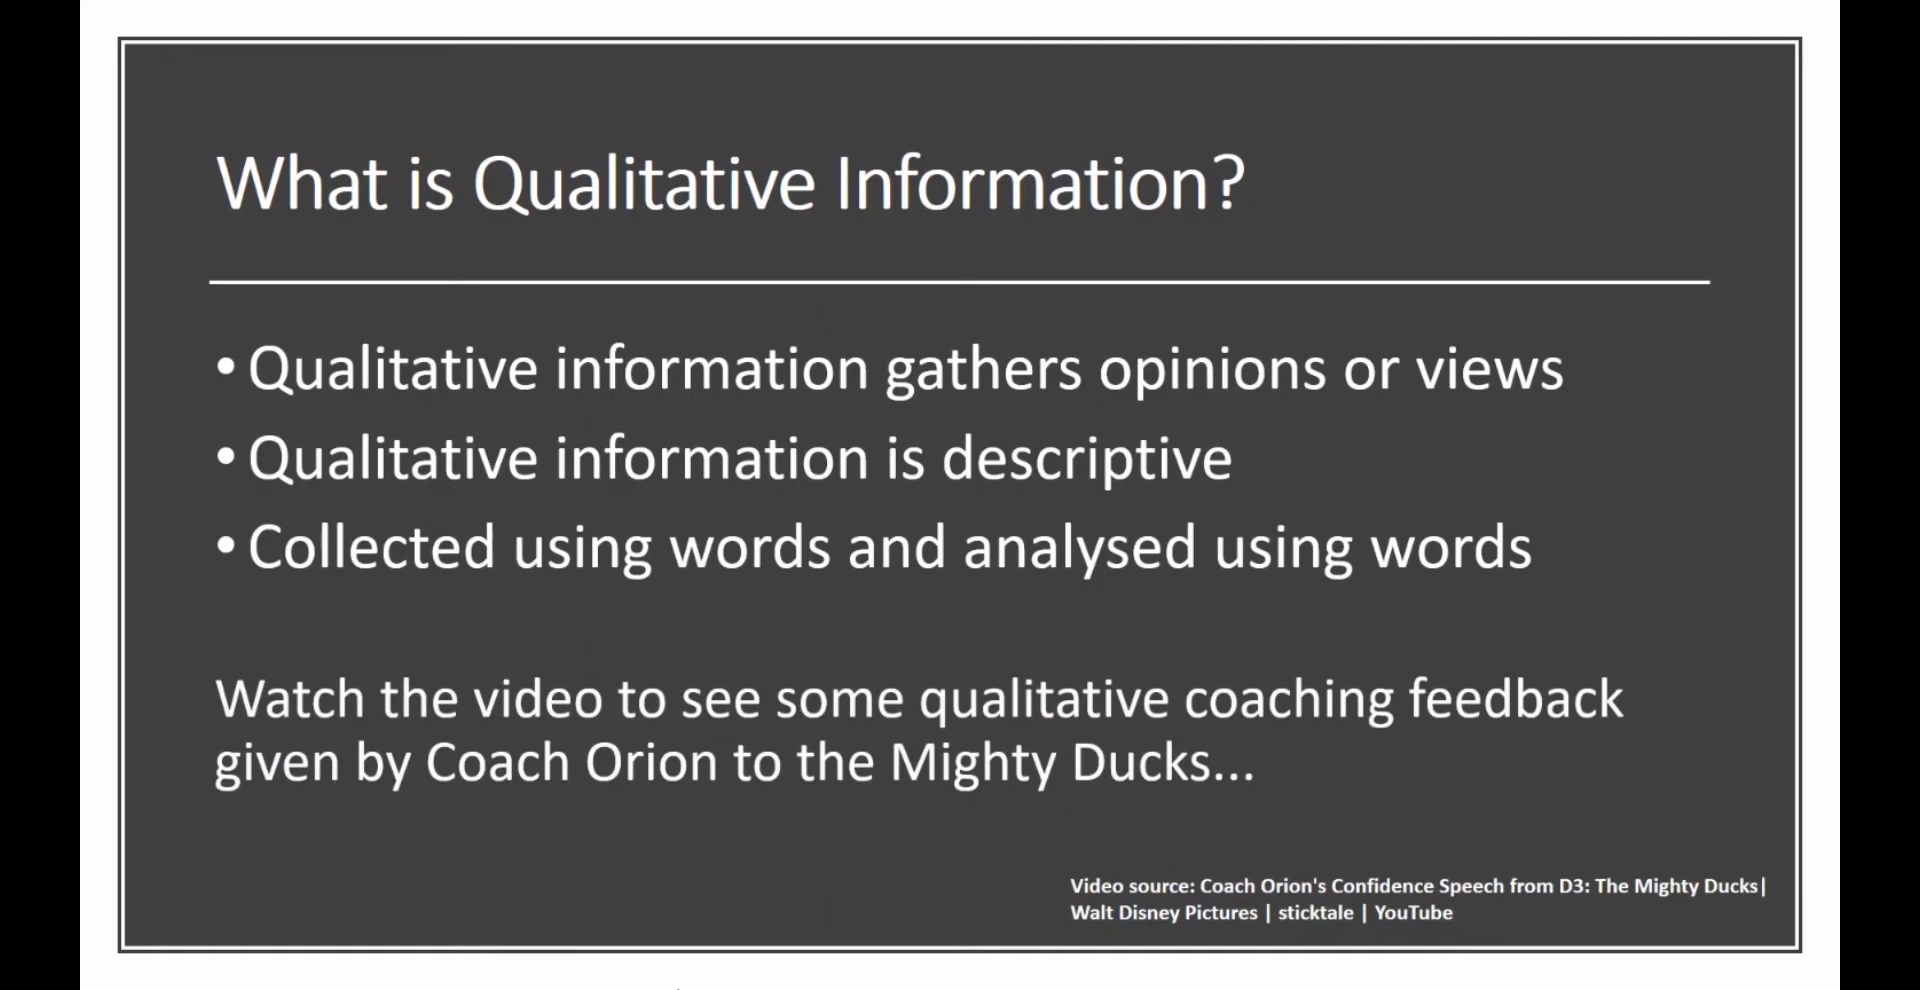 What is Qualitative Information?
• Qualitative information gathers opinions or views
• Qualitative information is descriptive
• Collected using words and analysed using words
Watch the video to see some qualitative coaching feedback
given by Coach Orion to the Mighty Ducks...
Video source: Coach Orion's Confidence Speech from D3: The Mighty Ducks|
Walt Disney Pictures | sticktale | YouTube